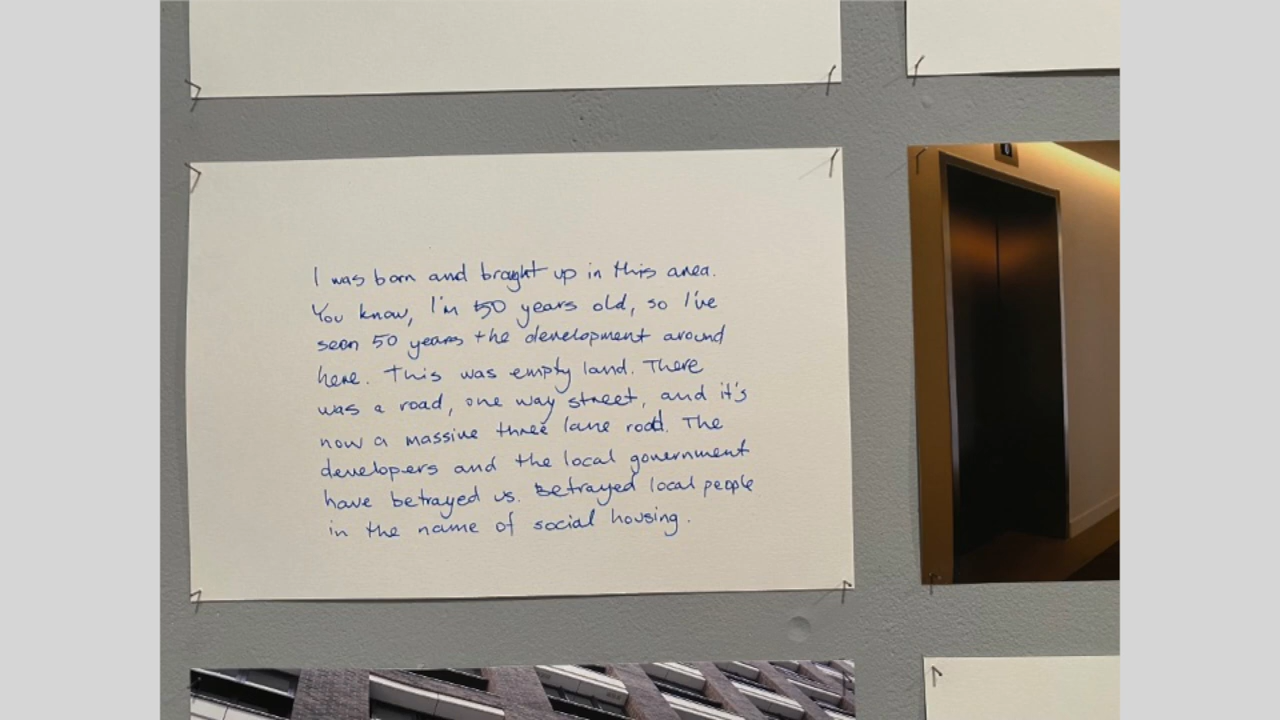 I was born and braught up in this area.
You know, I'm 50 years old, so I've
seen 50 years the development around
here. This was empty land. There
was a road, one way street, and it's
now a massive three lane road. The
developers and the local government
have betrayed us. Betrayed local people
in the name of social housing.